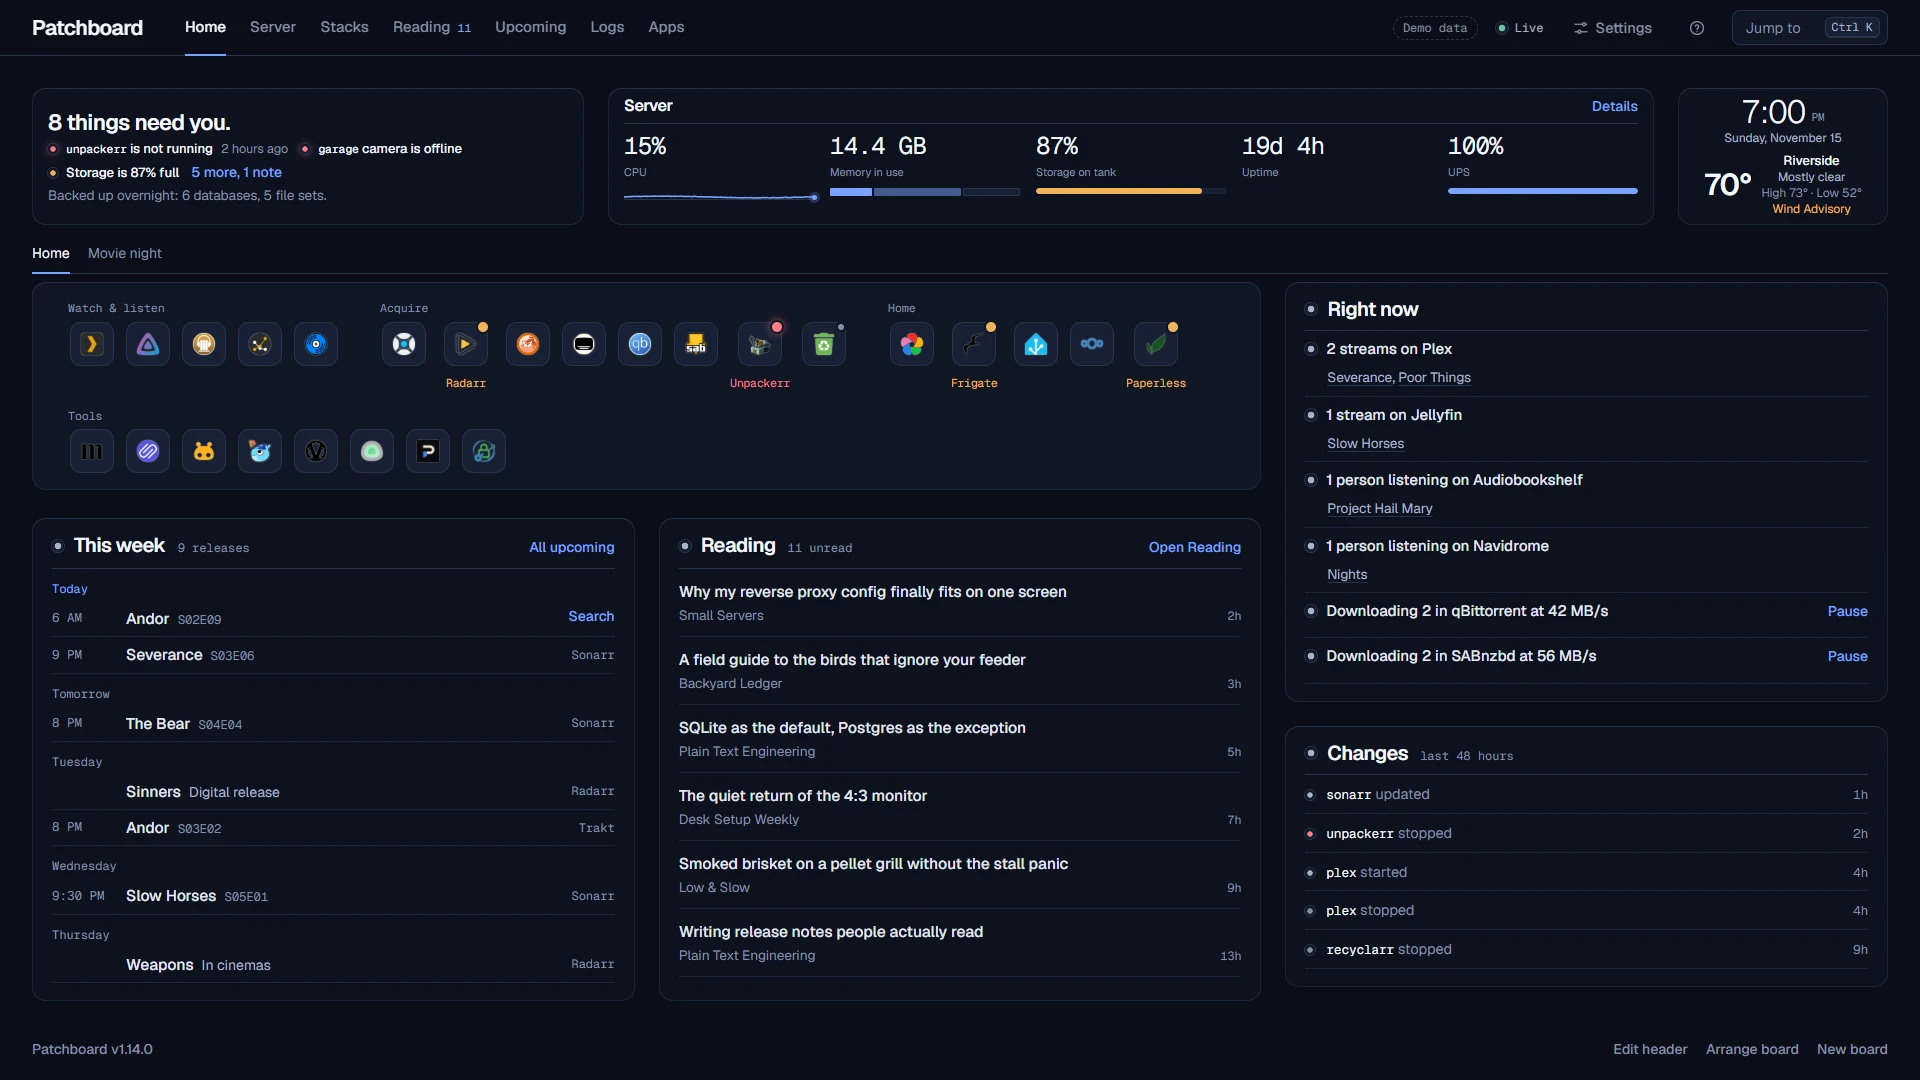 Patchboard
Home
Server
Stacks
Reading 11
Upcoming
Logs
Apps
Demo data
Live
Settings
Jump to
Ctrl K
8 things need you.
unpackerr is not running 2 hours ago
garage camera is offline
Storage is 87% full
5 more, 1 note
Backed up overnight: 6 databases, 5 file sets.
Server
Details
15%
CPU
14.4 GB
Memory in use
87%
Storage on tank
19d 4h
Uptime
100%
UPS
7:00 PM
Sunday, November 15
70°
Riverside
Mostly clear
High 73° · Low 52°
Wind Advisory
Home
Movie night
Watch & listen
Acquire
qb
sab
Radarr
Unpackerr
Home
Frigate
Paperless
Tools
This week
9 releases
All upcoming
Today
6 AM
Andor S02E09
Search
9 PM
Severance S03E06
Sonarr
Tomorrow
8 PM
The Bear S04E04
Sonarr
Tuesday
Sinners Digital release
Radarr
8 PM
Andor S03E02
Trakt
Wednesday
9:30 PM
Slow Horses S05E01
Sonarr
Thursday
Weapons In cinemas
Radarr
Reading
11 unread
Open Reading
Why my reverse proxy config finally fits on one screen
Small Servers
2h
A field guide to the birds that ignore your feeder
Backyard Ledger
3h
SQLite as the default, Postgres as the exception
Plain Text Engineering
5h
The quiet return of the 4:3 monitor
Desk Setup Weekly
7h
Smoked brisket on a pellet grill without the stall panic
Low & Slow
9h
Writing release notes people actually read
Plain Text Engineering
13h
Right now
2 streams on Plex
Severance, Poor Things
1 stream on Jellyfin
Slow Horses
1 person listening on Audiobookshelf
Project Hail Mary
1 person listening on Navidrome
Nights
Downloading 2 in qBittorrent at 42 MB/s
Pause
Downloading 2 in SABnzbd at 56 MB/s
Pause
Changes
last 48 hours
sonarr updated
1h
unpackerr stopped
2h
plex started
4h
plex stopped
4h
recyclarr stopped
9h
Patchboard v1.14.0
Edit header
Arrange board
New board